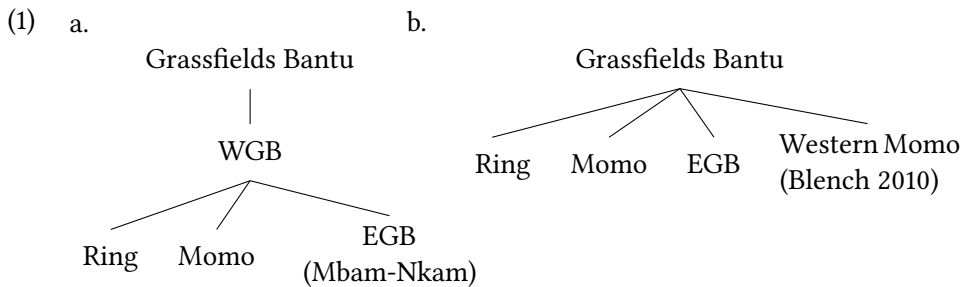 (1) a.
Grassfields Bantu
WGB
Ring Momo EGB
(Mbam-Nkam)
b.
Grassfields Bantu
Ring Momo EGB Western Momo
(Blench 2010)